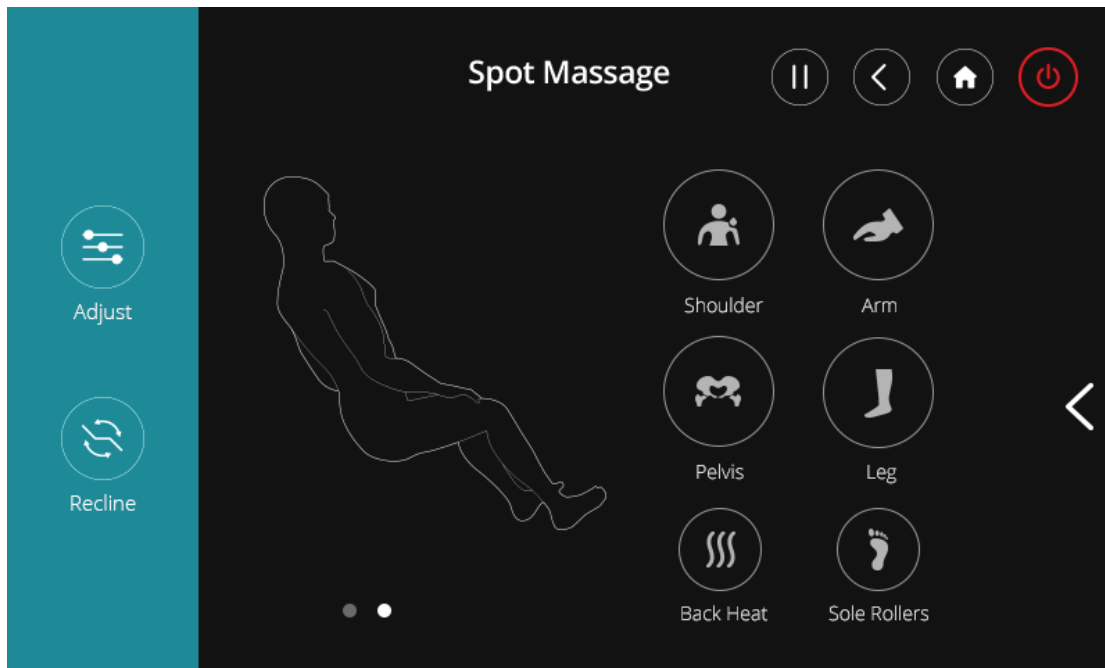 Spot Massage
Adjust
Recline
Shoulder
Arm
Pelvis
Leg
Back Heat
Sole Rollers